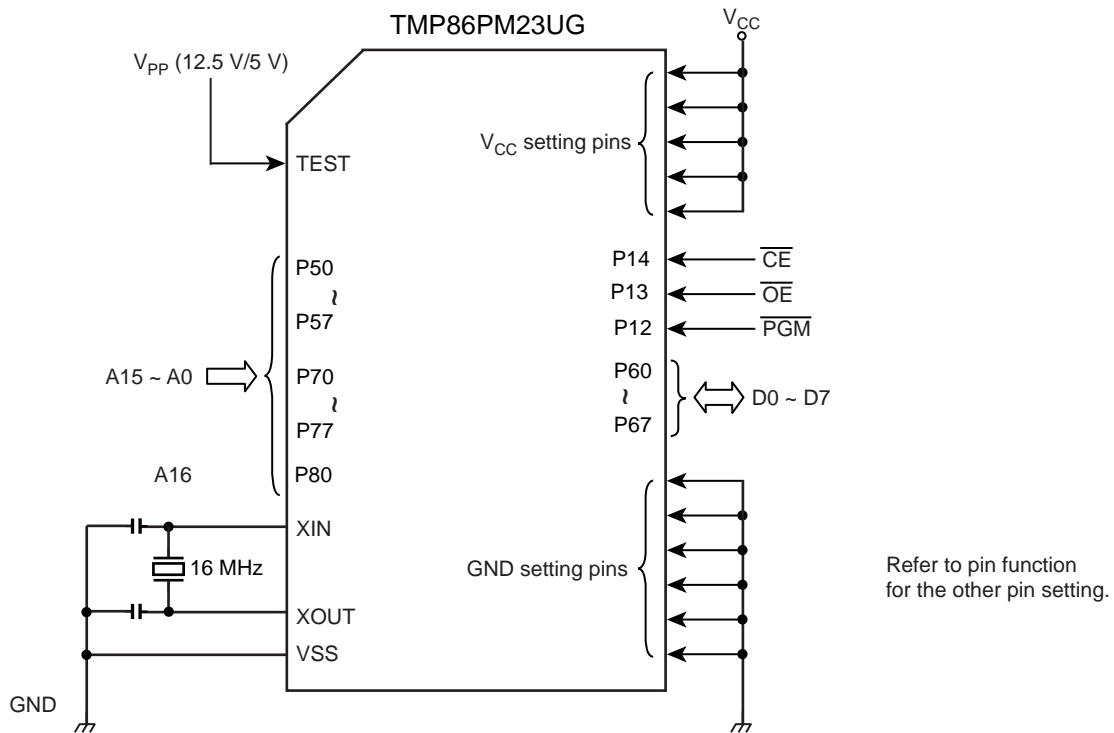 TMP86PM23UG
VCC
VPP (12.5 V/5 V)
VCC setting pins
TEST
P50
~
P57
A15 ~ A0
P70
~
P77
A16
P80
XIN
16 MHz
XOUT
VSS
GND
P14
CE
P13
OE
P12
PGM
P60
~
P67
D0 ~ D7
GND setting pins
Refer to pin function
for the other pin setting.